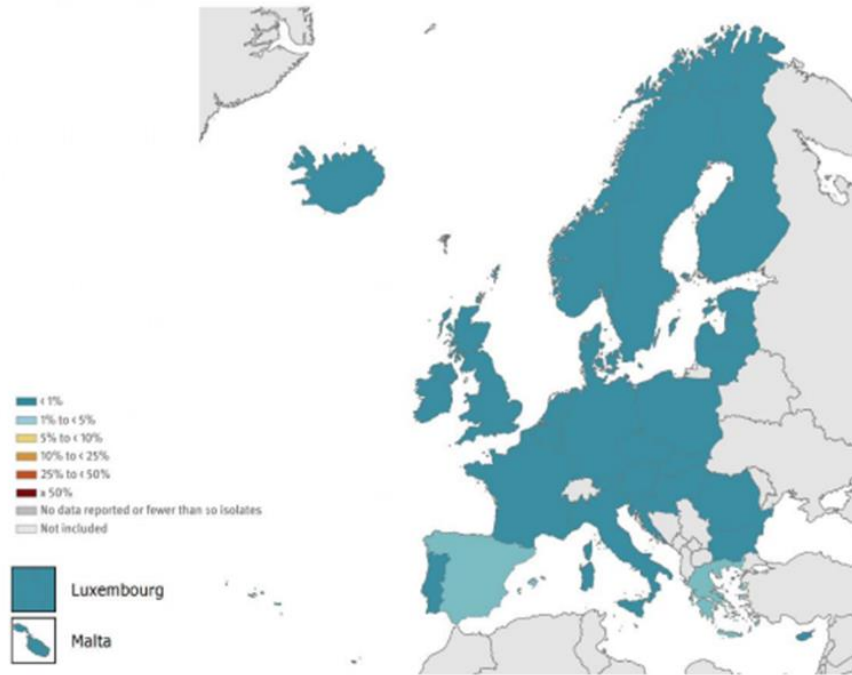 < 1%
1% to < 5%
5% to < 10%
10% to < 25%
25% to < 50%
≥ 50%
No data reported or fewer than 10 isolates
Not included
Luxembourg
Malta